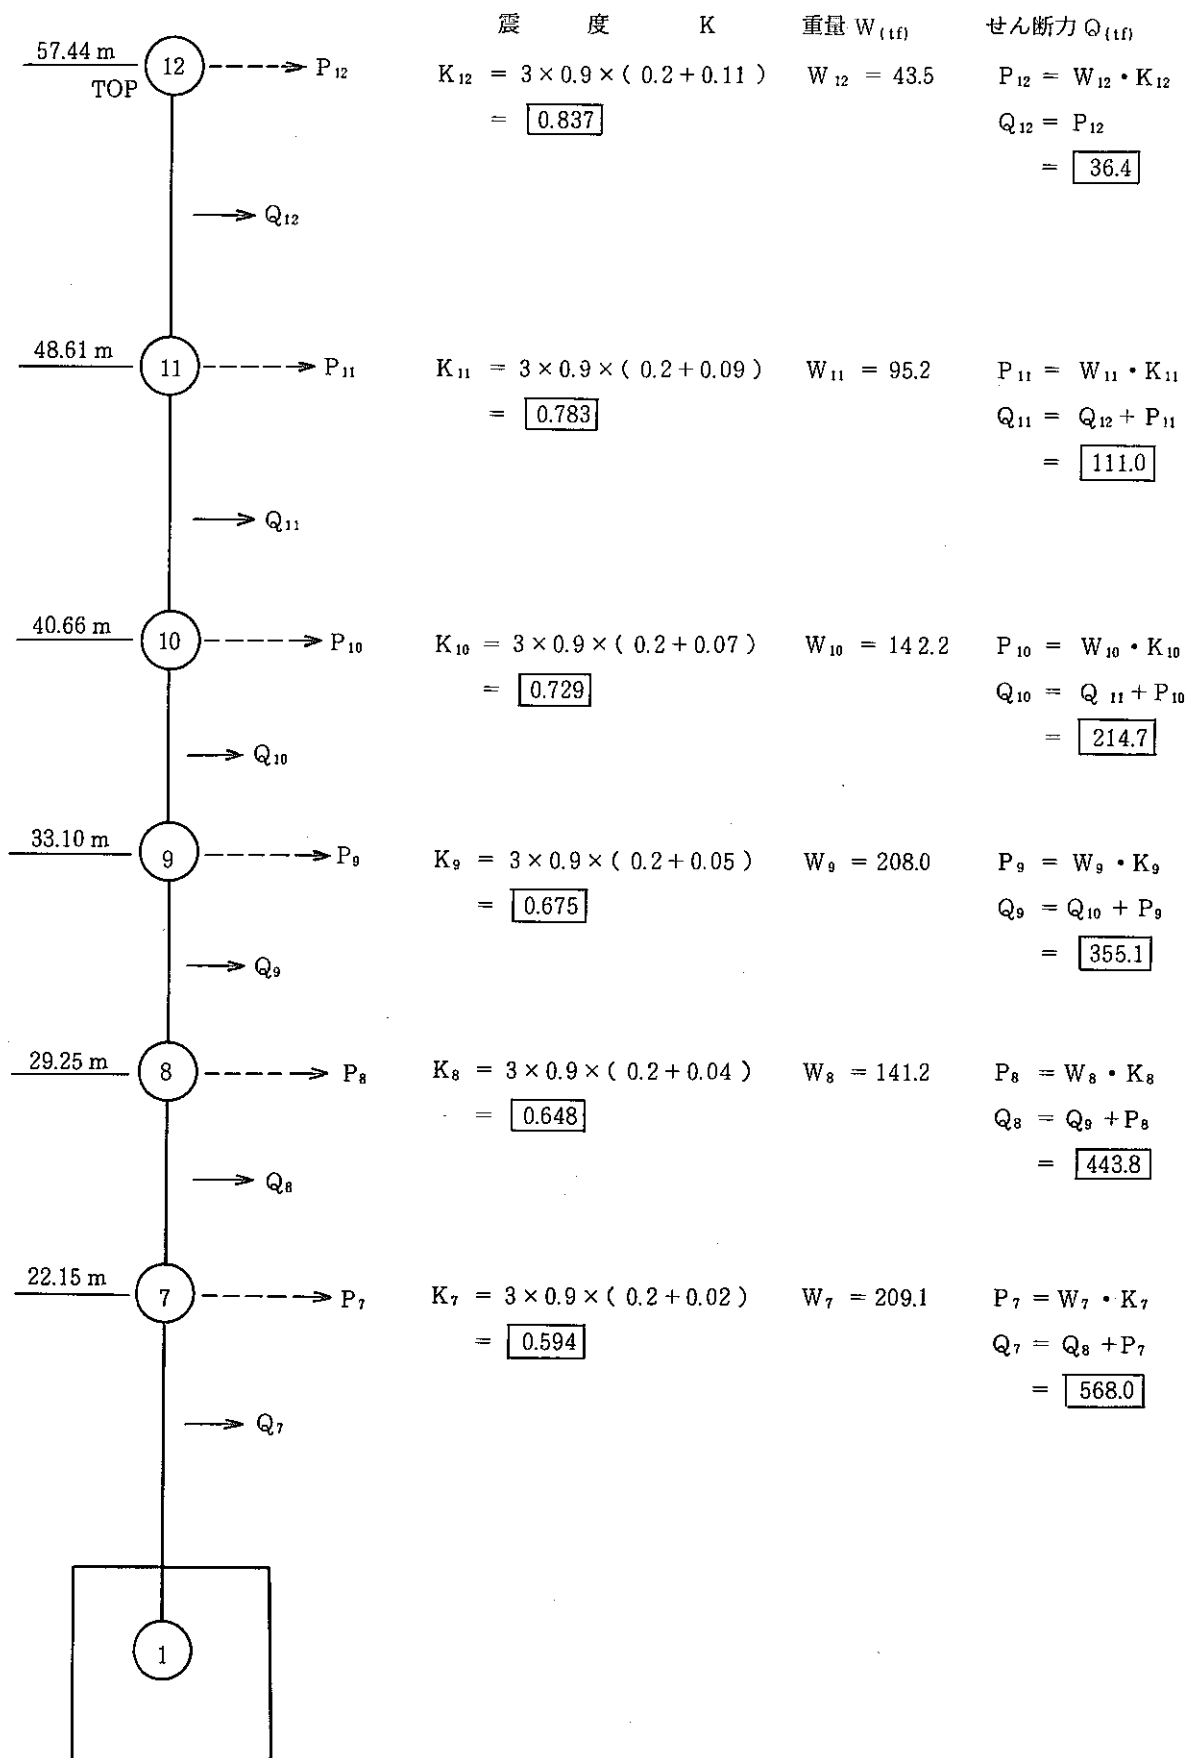 震 度 K 重量 W(tf) せん断力 Q(tf)
57.44 m 12 P₁₂ K₁₂ = 3 × 0.9 × ( 0.2 + 0.11 ) W₁₂ = 43.5 P₁₂ = W₁₂ · K₁₂
TOP
= 0.837 Q₁₂ = P₁₂
= 36.4
Q₁₂
48.61 m 11 P₁₁ K₁₁ = 3 × 0.9 × ( 0.2 + 0.09 ) W₁₁ = 95.2 P₁₁ = W₁₁ · K₁₁
= 0.783 Q₁₁ = Q₁₂ + P₁₁
= 111.0
Q₁₁
40.66 m 10 P₁₀ K₁₀ = 3 × 0.9 × ( 0.2 + 0.07 ) W₁₀ = 142.2 P₁₀ = W₁₀ · K₁₀
= 0.729 Q₁₀ = Q₁₁ + P₁₀
= 214.7
Q₁₀
33.10 m 9 P₉ K₉ = 3 × 0.9 × ( 0.2 + 0.05 ) W₉ = 208.0 P₉ = W₉ · K₉
= 0.675 Q₉ = Q₁₀ + P₉
= 355.1
Q₉
29.25 m 8 P₈ K₈ = 3 × 0.9 × ( 0.2 + 0.04 ) W₈ = 141.2 P₈ = W₈ · K₈
= 0.648 Q₈ = Q₉ + P₈
= 443.8
Q₈
22.15 m 7 P₇ K₇ = 3 × 0.9 × ( 0.2 + 0.02 ) W₇ = 209.1 P₇ = W₇ · K₇
= 0.594 Q₇ = Q₈ + P₇
= 568.0
Q₇
1